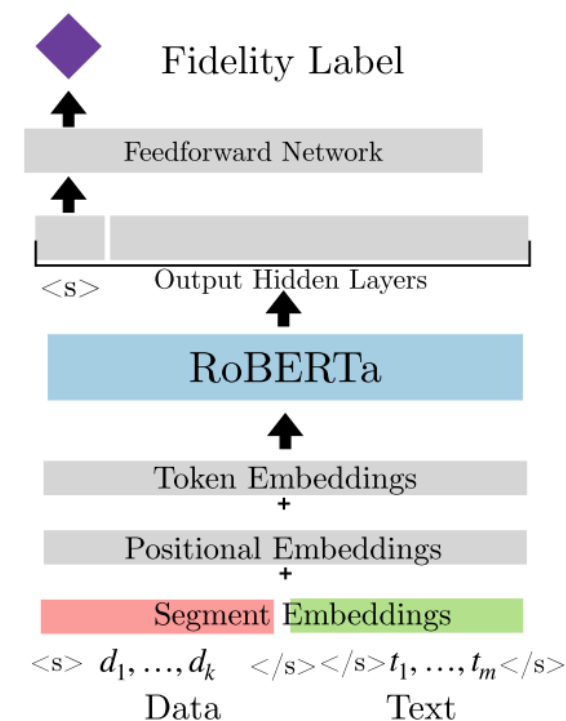 Fidelity Label
Feedforward Network
Output Hidden Layers
<s>
RoBERTa
Token Embeddings
+
Positional Embeddings
+
Segment Embeddings
<s> d₁, …, dₖ </s></s> t₁, …, tₘ </s>
Data Text